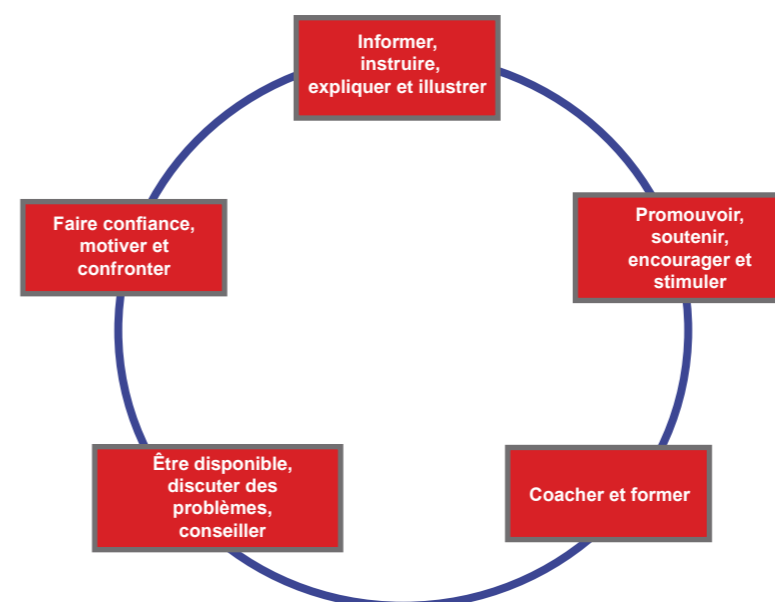 Informer,
instruire,
expliquer et illustrer
Promouvoir,
soutenir,
encourager et
stimuler
Coacher et former
Être disponible,
discuter des
problèmes,
conseiller
Faire confiance,
motiver et
confronter